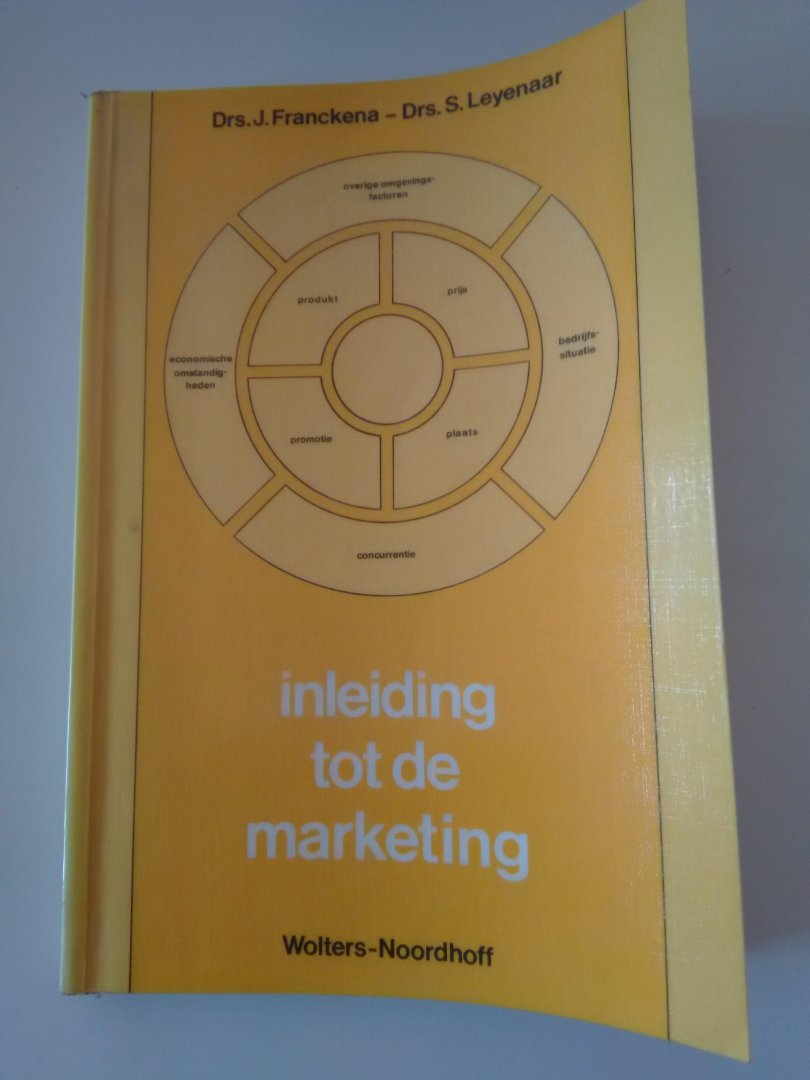 Drs. J. Franckena - Drs. S. Leyenaar
overige omgevings-
factoren
produkt
prijs
economische
omstandig-
heden
bedrijfs-
situatie
promotie
plaats
concurrentie
inleiding
tot de
marketing
Wolters-Noordhoff